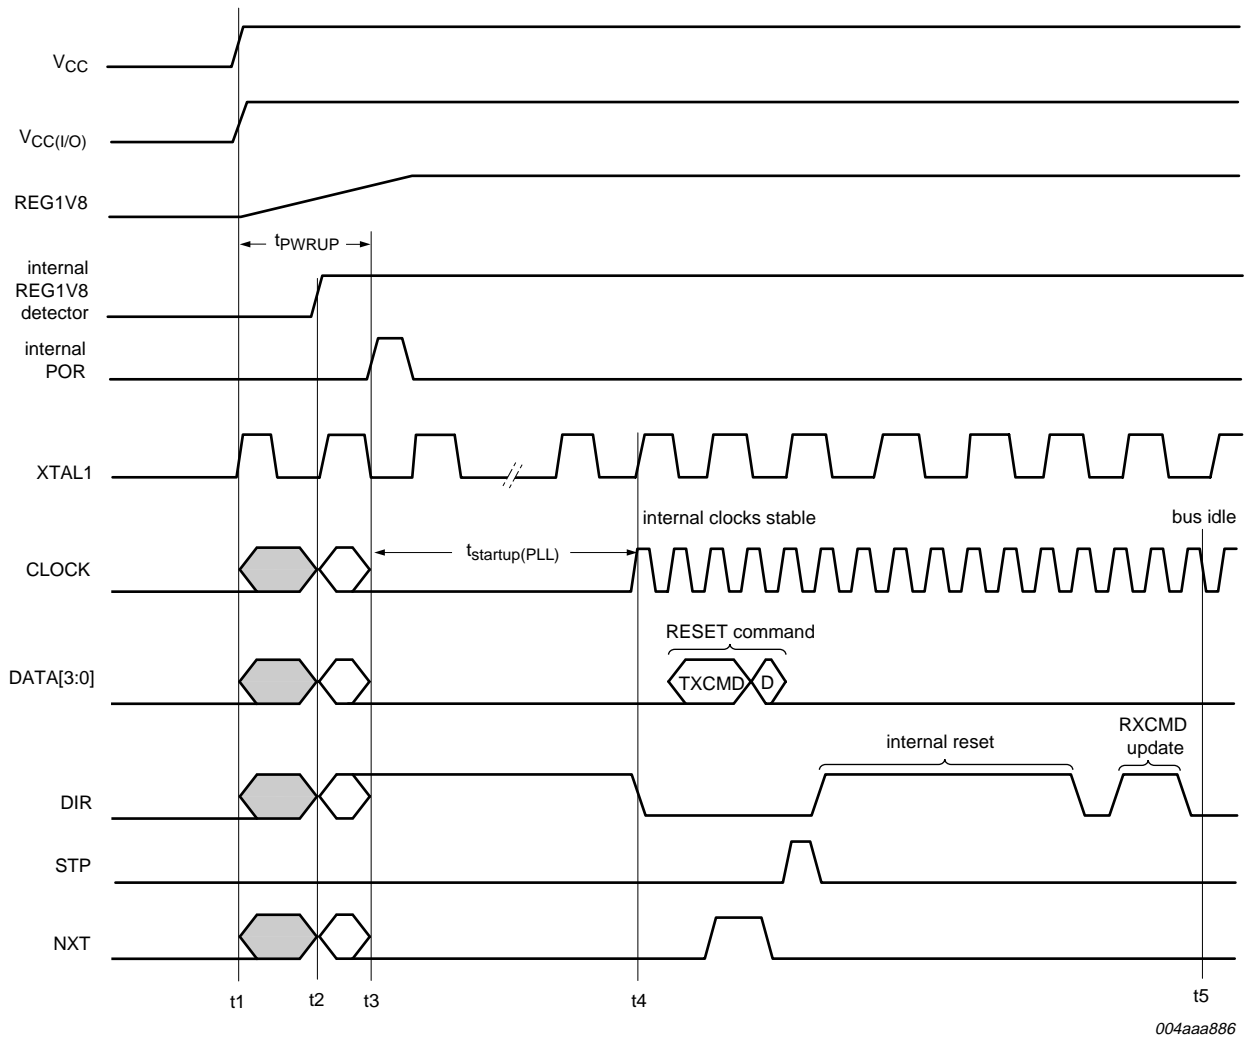 VCC
VCC(I/O)
REG1V8
tPWRUP
internal
REG1V8
detector
internal
POR
XTAL1
internal clocks stable
bus idle
tstartup(PLL)
CLOCK
RESET command
DATA[3:0]
TXCMD
D
RXCMD
update
internal reset
DIR
STP
NXT
t1
t2
t3
t4
t5
004aaa886